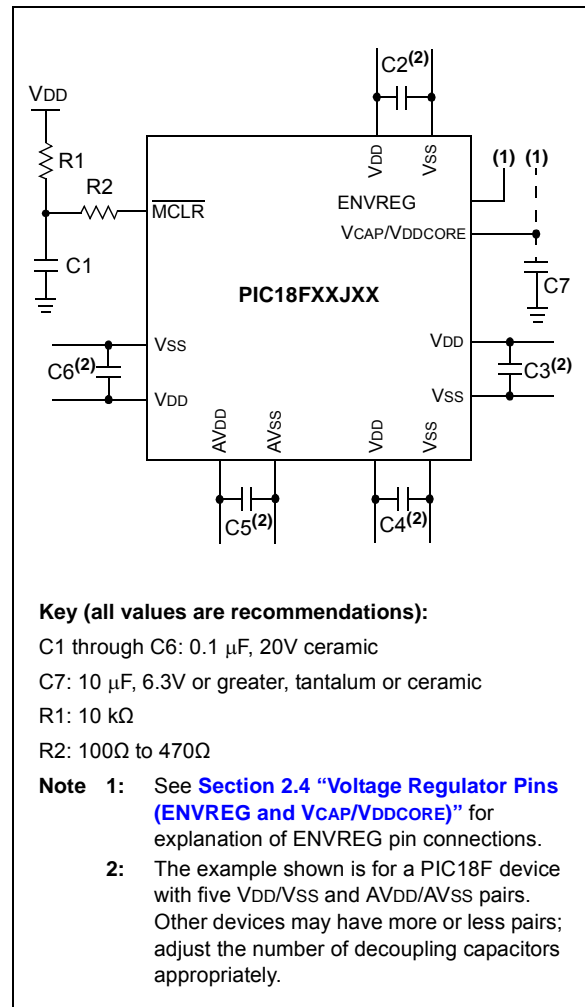 C2(2)
VDD
R1
R2
C1
VDD
VSS
(1) (1)
MCLR
ENVREG
VCAP/VDDCORE
C7
PIC18FXXJXX
VSS
VDD
C6(2)
C3(2)
VDD
VSS
AVDD
AVSS
VDD
VSS
C5(2)
C4(2)
Key (all values are recommendations):
C1 through C6: 0.1 μF, 20V ceramic
C7: 10 μF, 6.3V or greater, tantalum or ceramic
R1: 10 kΩ
R2: 100Ω to 470Ω
Note 1: See Section 2.4 “Voltage Regulator Pins
(ENVREG and VCAP/VDDCORE)” for
explanation of ENVREG pin connections.
2: The example shown is for a PIC18F device
with five VDD/VSS and AVDD/AVSS pairs.
Other devices may have more or less pairs;
adjust the number of decoupling capacitors
appropriately.